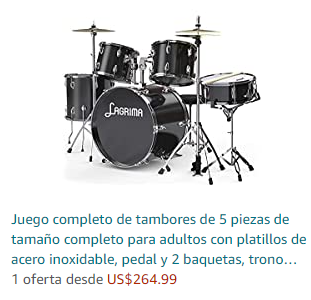 LAGRIMA
Juego completo de tambores de 5 piezas de
tamaño completo para adultos con platillos de
acero inoxidable, pedal y 2 baquetas, trono...
1 oferta desde US$264.99